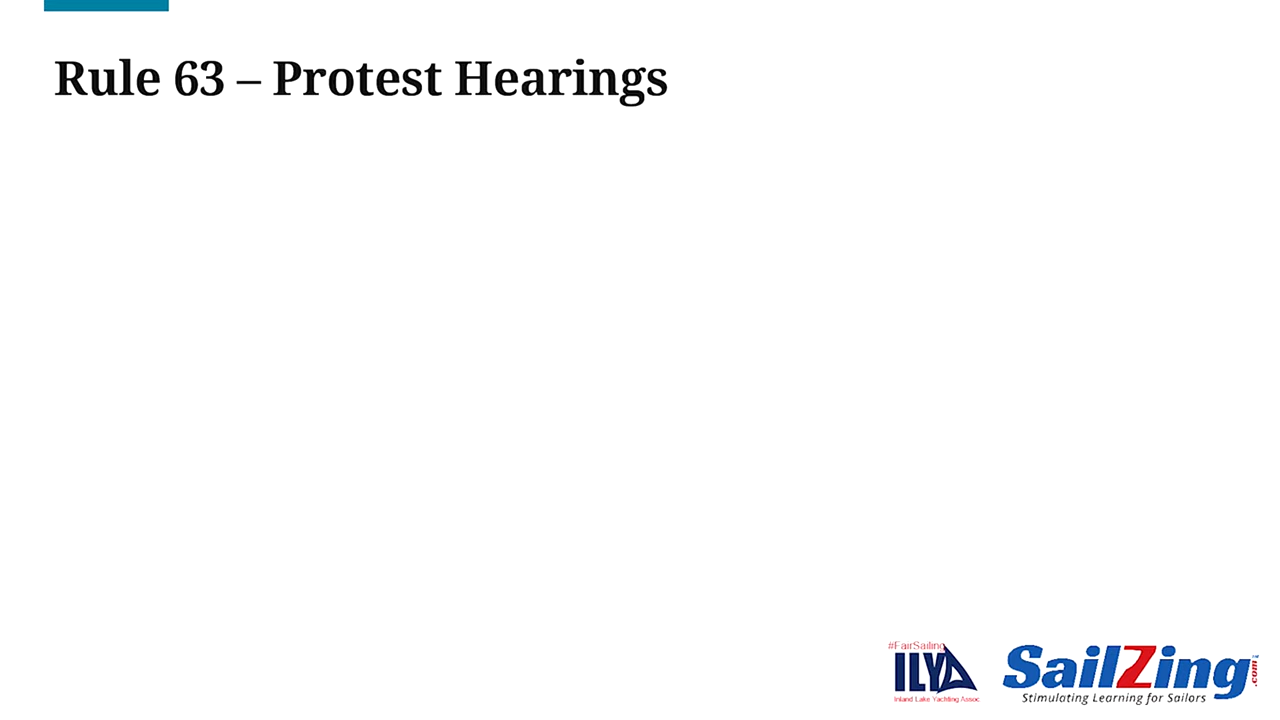 Rule 63 – Protest Hearings
#FairSailing
ILYA
Inland Lake Yachting Assoc.
SailZing.com
Stimulating Learning for Sailors